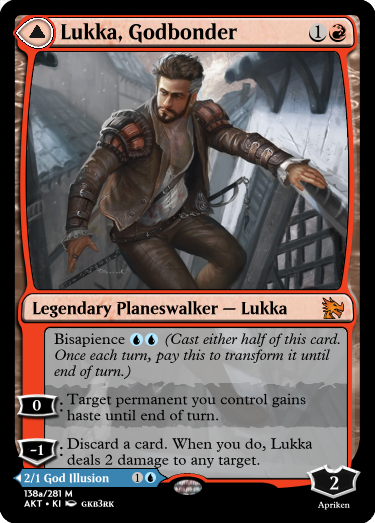 Lukka, Godbonder 1
Legendary Planeswalker — Lukka
Bisapience (Cast either half of this card.
Once each turn, pay this to transform it until
end of turn.)
0 : Target permanent you control gains
haste until end of turn.
-1 : Discard a card. When you do, Lukka
deals 2 damage to any target.
2/1 God Illusion 1
2
138a/281 M
AKT • KI GKB3RK
Apriken